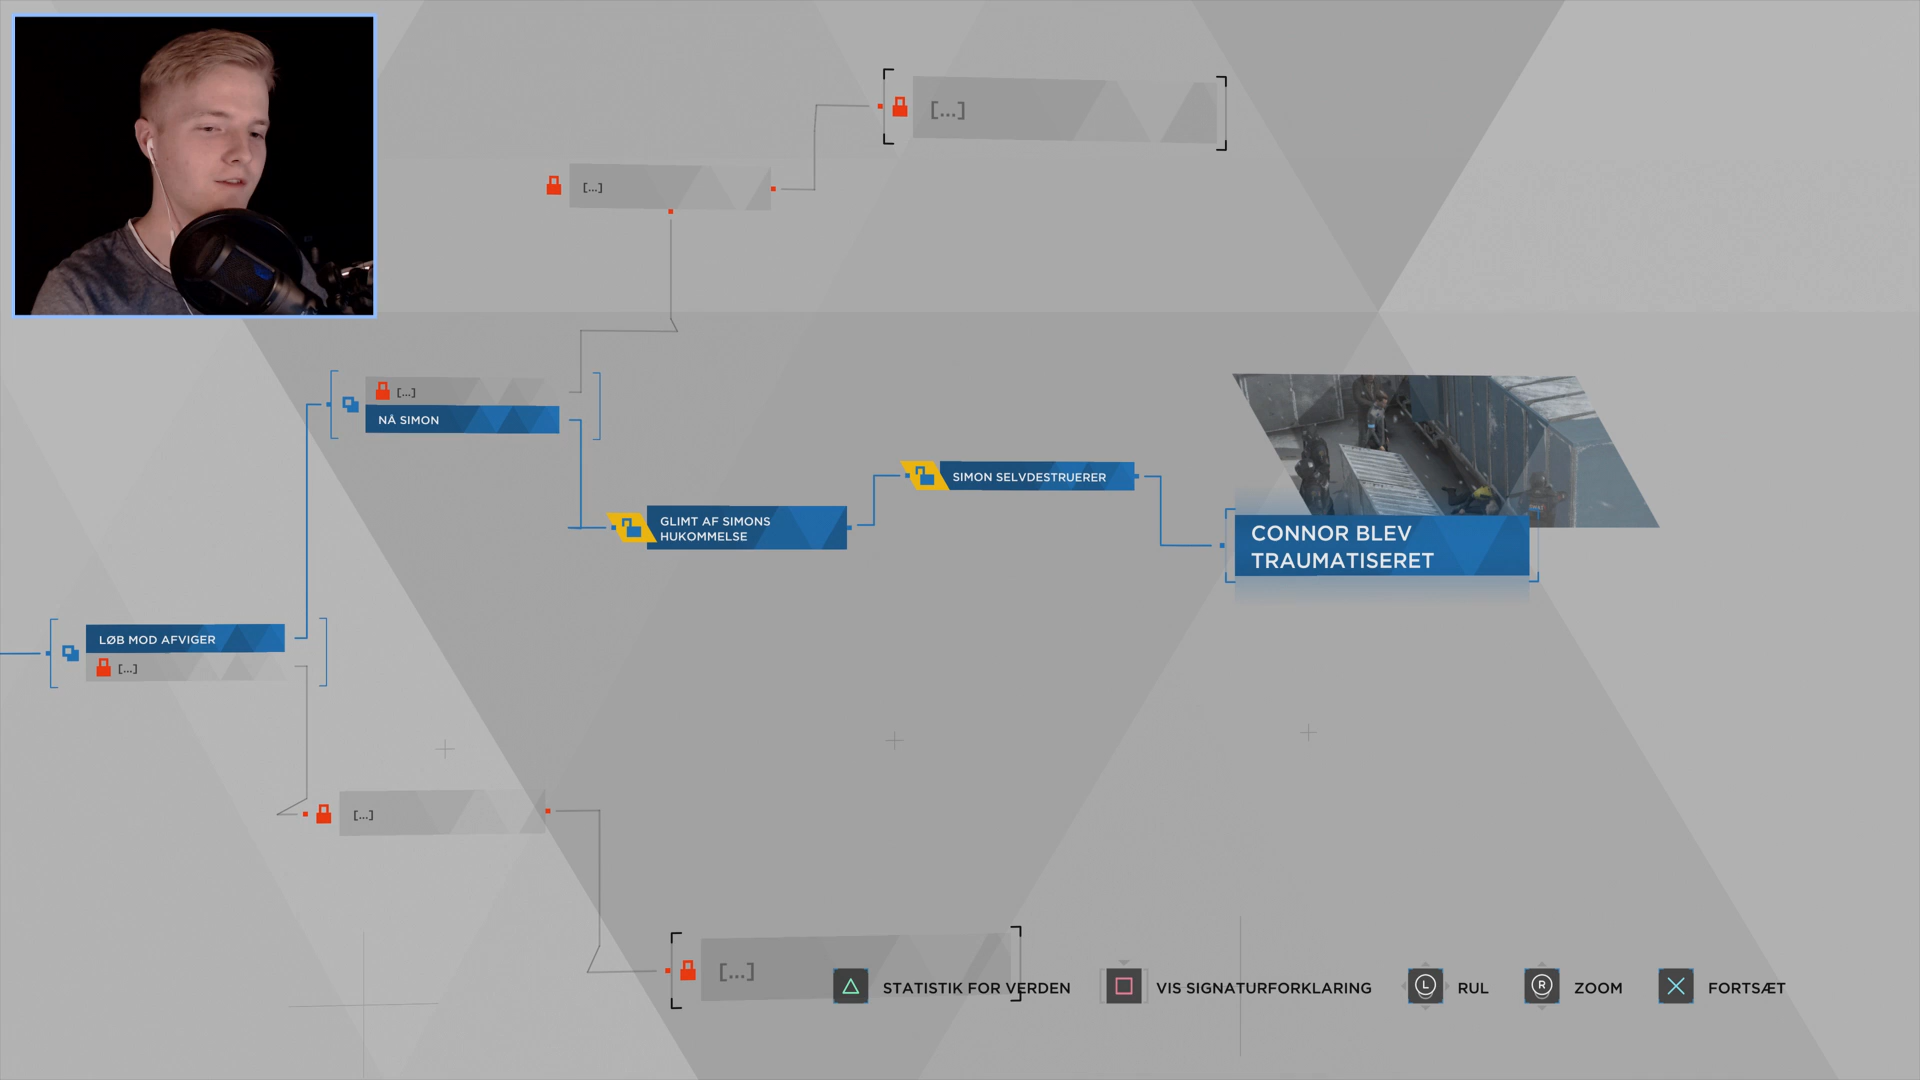 [...]
[...]
[...]
NÅ SIMON
SIMON SELVDESTRUERER
GLIMT AF SIMONS
HUKOMMELSE
CONNOR BLEV
TRAUMATISERET
LØB MOD AFVIGER
[...]
[...]
[...]
STATISTIK FOR VERDEN
VIS SIGNATURFORKLARING
L
RUL
R
ZOOM
FORTSÆT